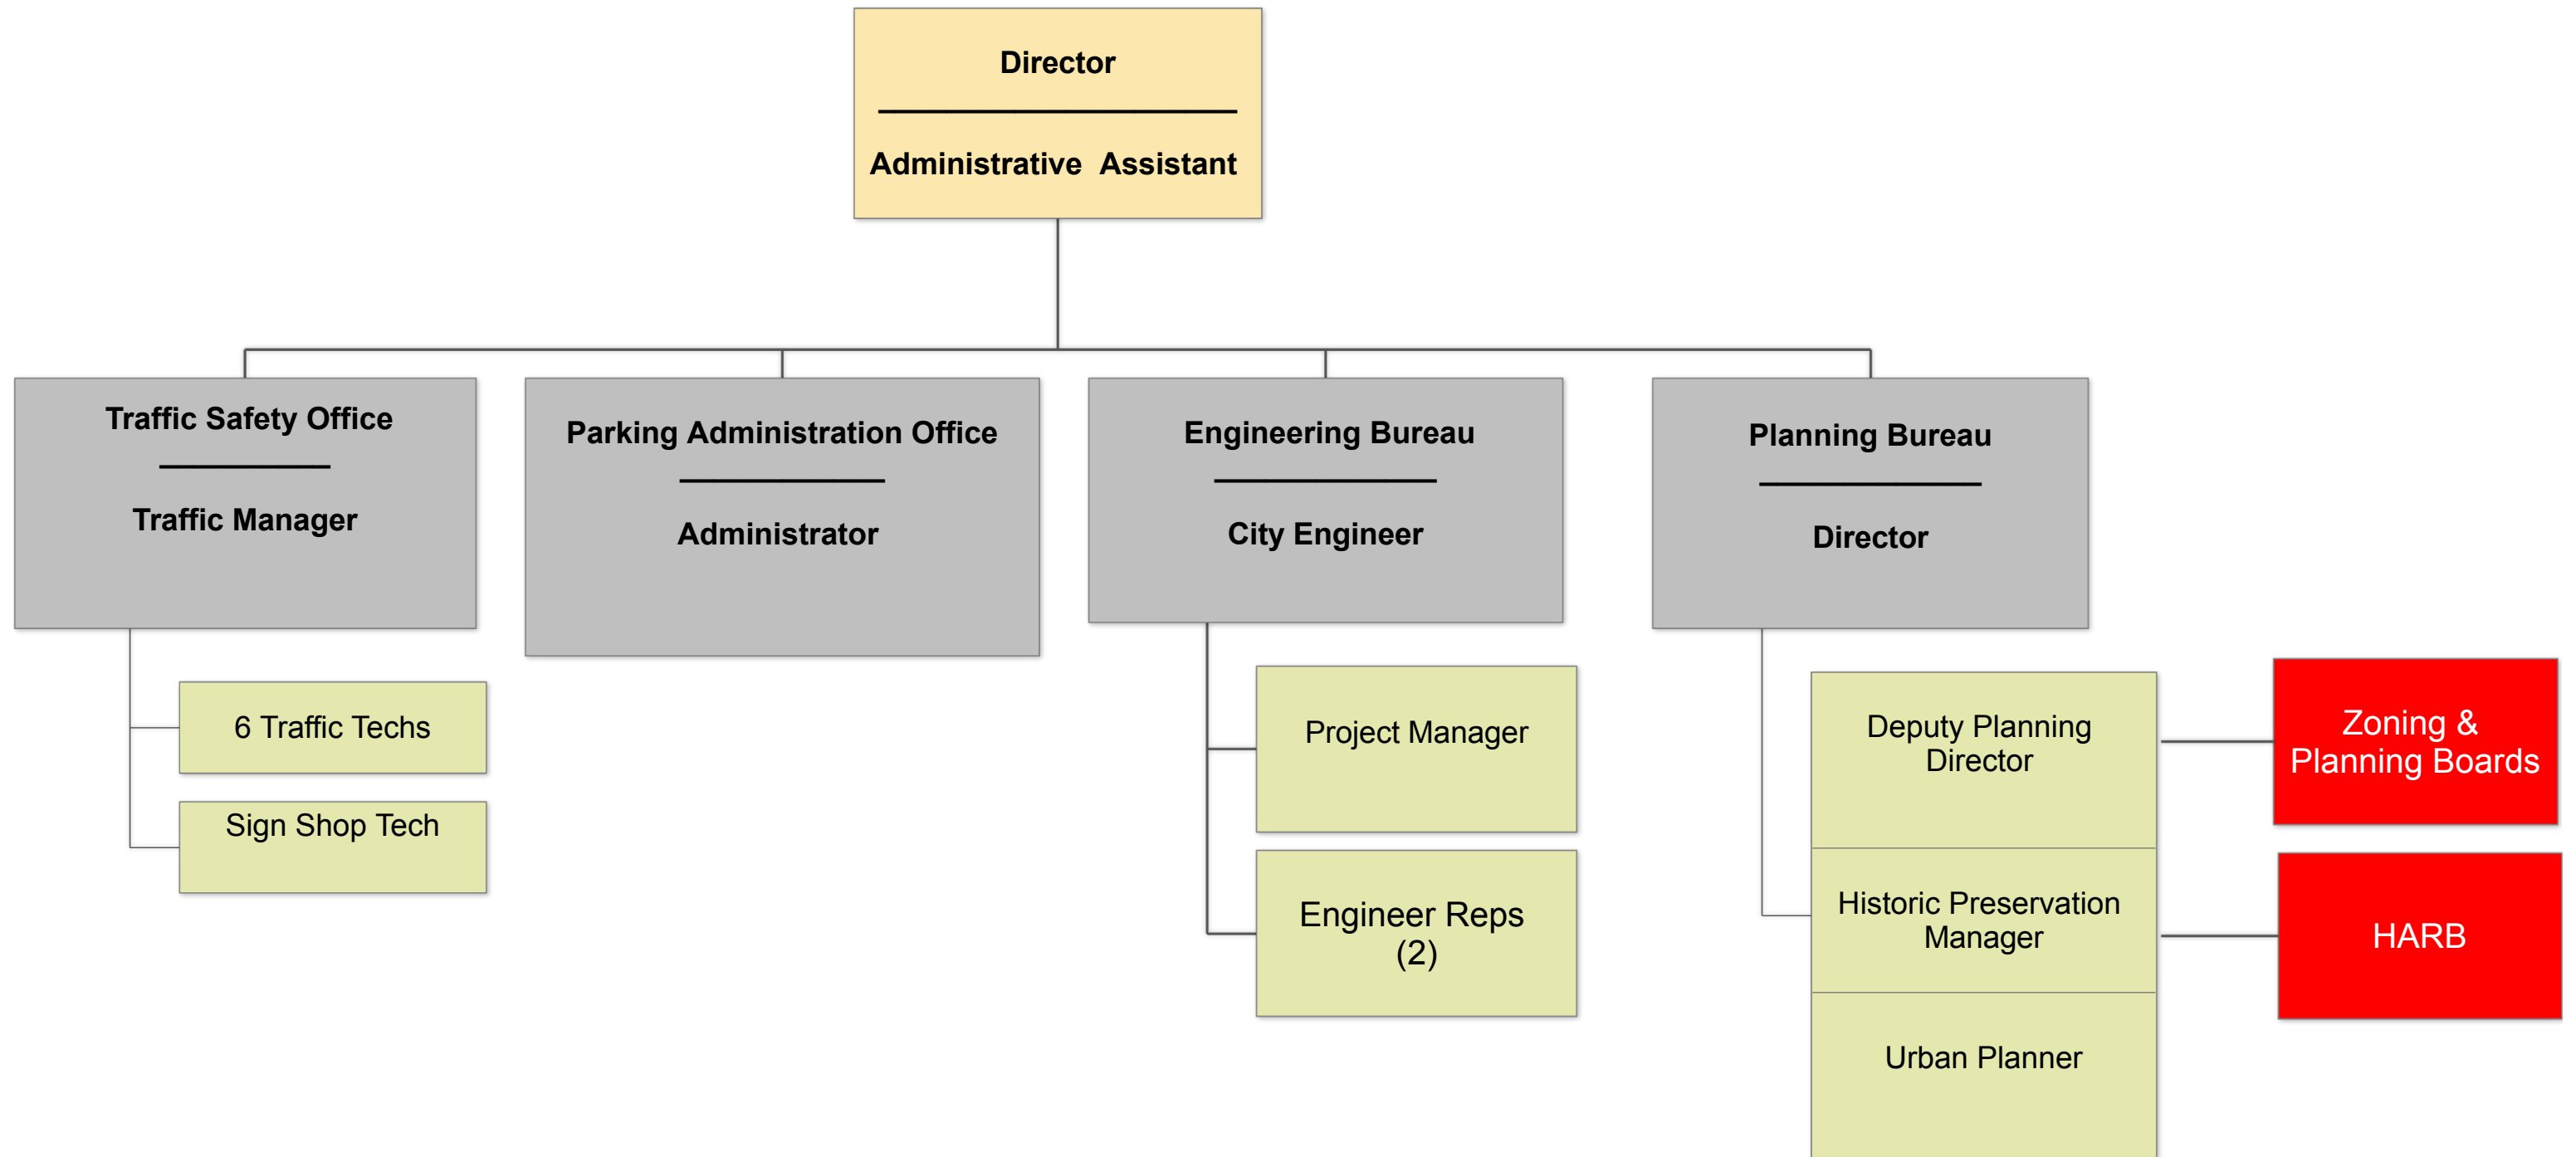 Director
Administrative Assistant
Traffic Safety Office
Traffic Manager
Parking Administration Office
Administrator
Engineering Bureau
City Engineer
Planning Bureau
Director
6 Traffic Techs
Sign Shop Tech
Project Manager
Engineer Reps
(2)
Deputy Planning
Director
Historic Preservation
Manager
Urban Planner
Zoning &
Planning Boards
HARB